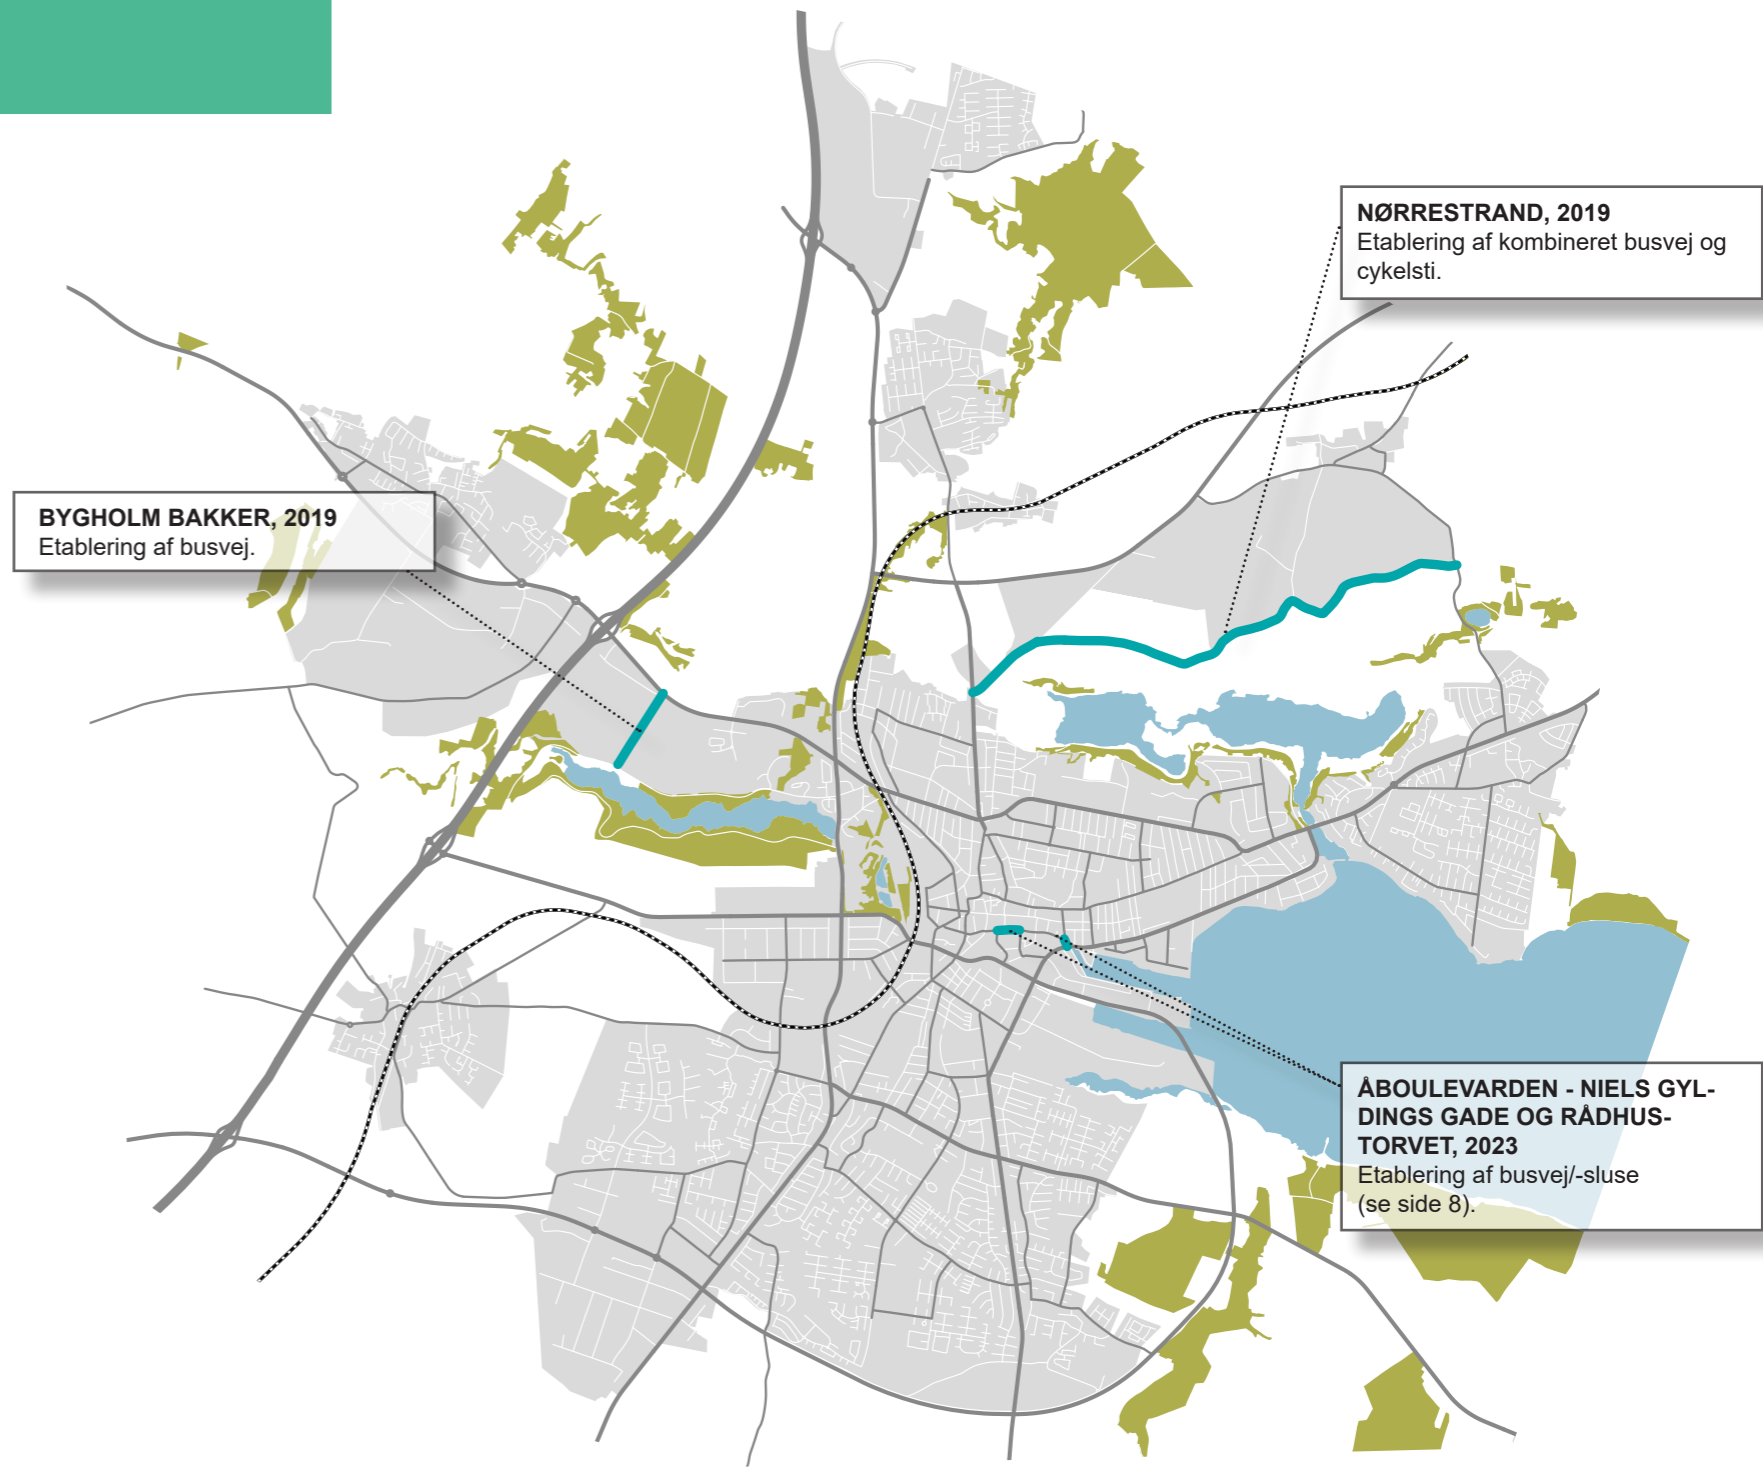 NØRRESTRAND, 2019
Etablering af kombineret busvej og
cykelsti.
BYGHOLM BAKKER, 2019
Etablering af busvej.
ÅBOULEVARDEN - NIELS GYL-
DINGS GADE OG RÅDHUS-
TORVET, 2023
Etablering af busvej/-sluse
(se side 8).